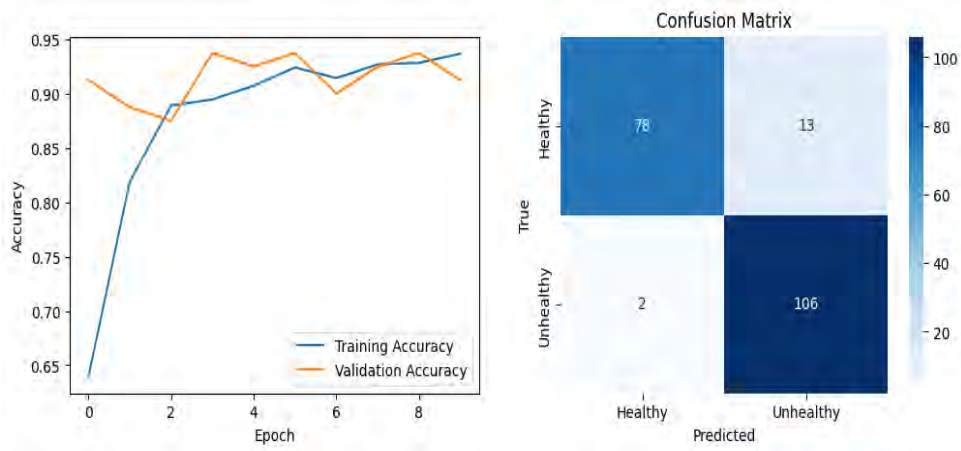 0.95
0.90
0.85
0.80
0.75
0.70
0.65
Accuracy
0 2 4 6 8
Epoch
Training Accuracy
Validation Accuracy
Confusion Matrix
True
Healthy
Unhealthy
78 13
2 106
Healthy Unhealthy
Predicted
100
80
60
40
20